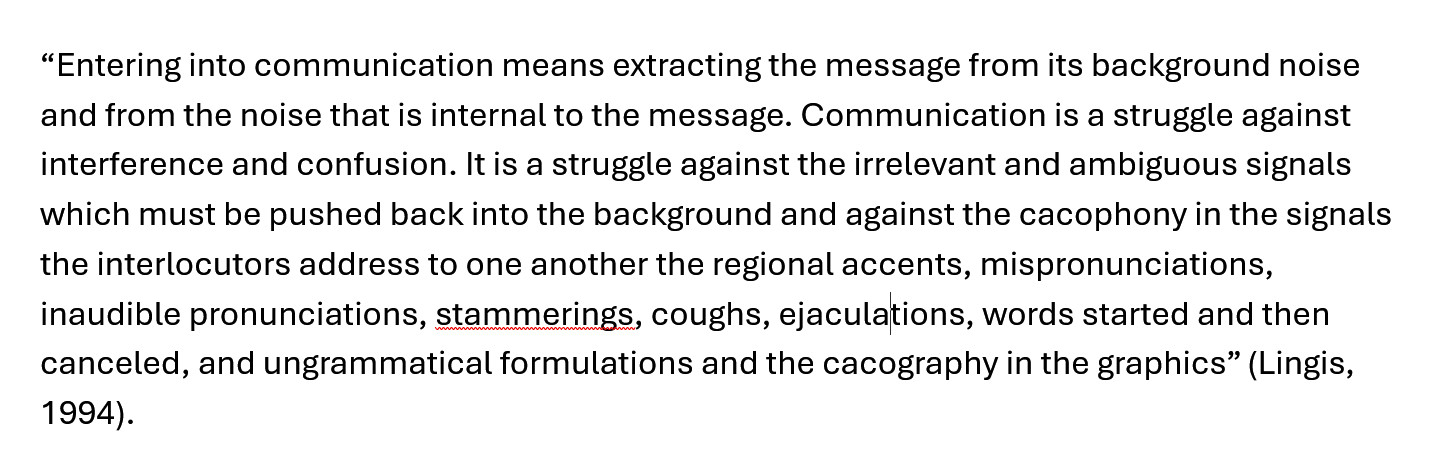 “Entering into communication means extracting the message from its background noise
and from the noise that is internal to the message. Communication is a struggle against
interference and confusion. It is a struggle against the irrelevant and ambiguous signals
which must be pushed back into the background and against the cacophony in the signals
the interlocutors address to one another the regional accents, mispronunciations,
inaudible pronunciations, stammerings, coughs, ejaculations, words started and then
canceled, and ungrammatical formulations and the cacography in the graphics” (Lingis,
1994).